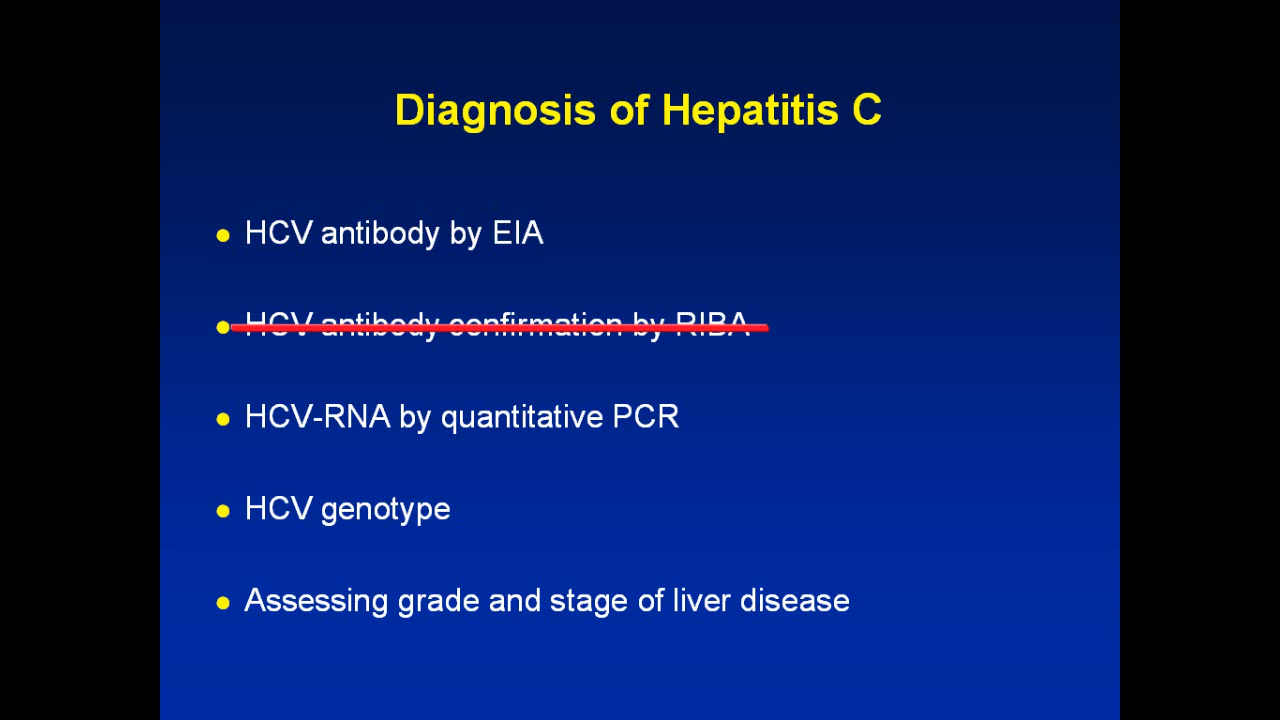 Diagnosis of Hepatitis C
HCV antibody by EIA
HCV antibody confirmation by RIBA
HCV-RNA by quantitative PCR
HCV genotype
Assessing grade and stage of liver disease